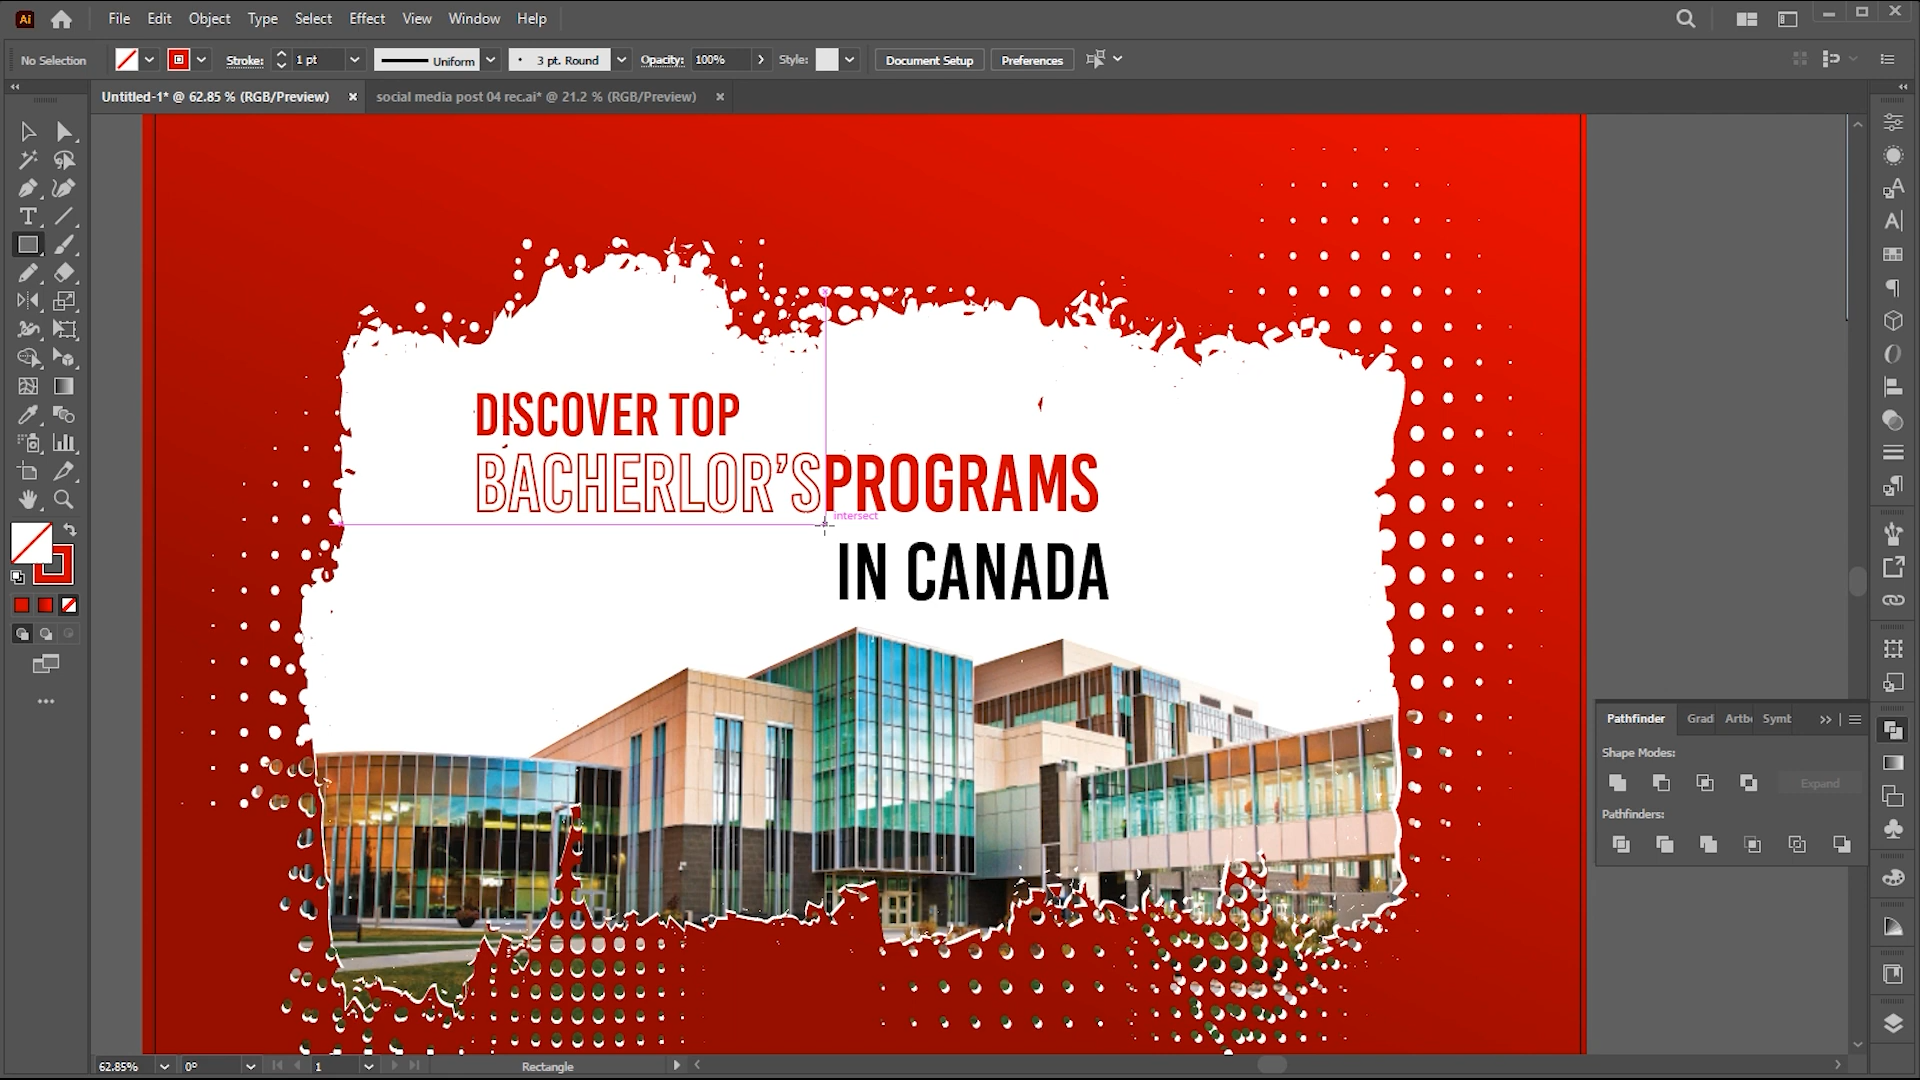 Ai File Edit Object Type Select Effect View Window Help
No Selection Stroke: 1 pt Uniform 3 pt. Round Opacity: 100% Style: Document Setup Preferences
Untitled-1* @ 62.85 % (RGB/Preview) × social media post 04 rec.ai* @ 21.2 % (RGB/Preview) ×
DISCOVER TOP
BACHERLOR'S PROGRAMS
intersect
IN CANADA
Pathfinder Grad Artb Symb
Shape Modes:
Expand
Pathfinders:
62.85% 0° 1 Rectangle